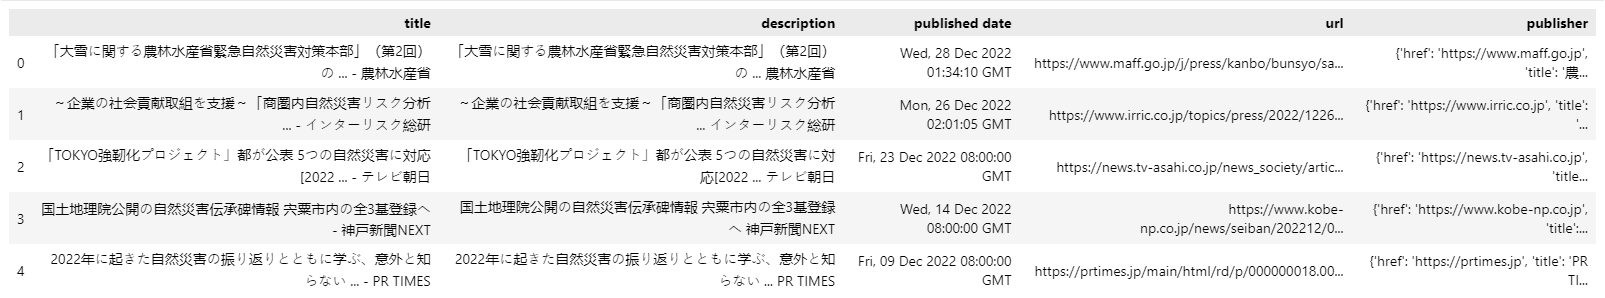 title description published date url publisher
0 「大雪に関する農林水産省緊急自然災害対策本部」（第2回） 「大雪に関する農林水産省緊急自然災害対策本部」（第2回） Wed, 28 Dec 2022 https://www.maff.go.jp/j/press/kanbo/bunsyo/sa... {'href': 'https://www.maff.go.jp',
の ... - 農林水産省 の ... 農林水産省 01:34:10 GMT 'title': '農...
1 ～企業の社会貢献取組を支援～「商圏内自然災害リスク分析 ～企業の社会貢献取組を支援～「商圏内自然災害リスク分析 Mon, 26 Dec 2022 https://www.irric.co.jp/topics/press/2022/1226... {'href': 'https://www.irric.co.jp', 'title':
... - インターリスク総研 ... インターリスク総研 02:01:05 GMT '...
2 「TOKYO強靭化プロジェクト」都が公表 5つの自然災害に対応 「TOKYO強靭化プロジェクト」都が公表 5つの自然災害に対 Fri, 23 Dec 2022 08:00:00 https://news.tv-asahi.co.jp/news_society/artic... {'href': 'https://news.tv-asahi.co.jp',
[2022 ... - テレビ朝日 応[2022 ... テレビ朝日 GMT 'title...
3 国土地理院公開の自然災害伝承碑情報 宍粟市内の全3基登録へ 国土地理院公開の自然災害伝承碑情報 宍粟市内の全3基登録 Wed, 14 Dec 2022 https://www.kobe- {'href': 'https://www.kobe-np.co.jp',
- 神戸新聞NEXT へ 神戸新聞NEXT 08:00:00 GMT np.co.jp/news/seiban/202212/0... 'title':...
4 2022年に起きた自然災害の振り返りとともに学ぶ、意外と知 2022年に起きた自然災害の振り返りとともに学ぶ、意外と知 Fri, 09 Dec 2022 08:00:00 https://prtimes.jp/main/html/rd/p/000000018.00... {'href': 'https://prtimes.jp', 'title': 'PR
らない ... - PR TIMES らない ... PR TIMES GMT TI...